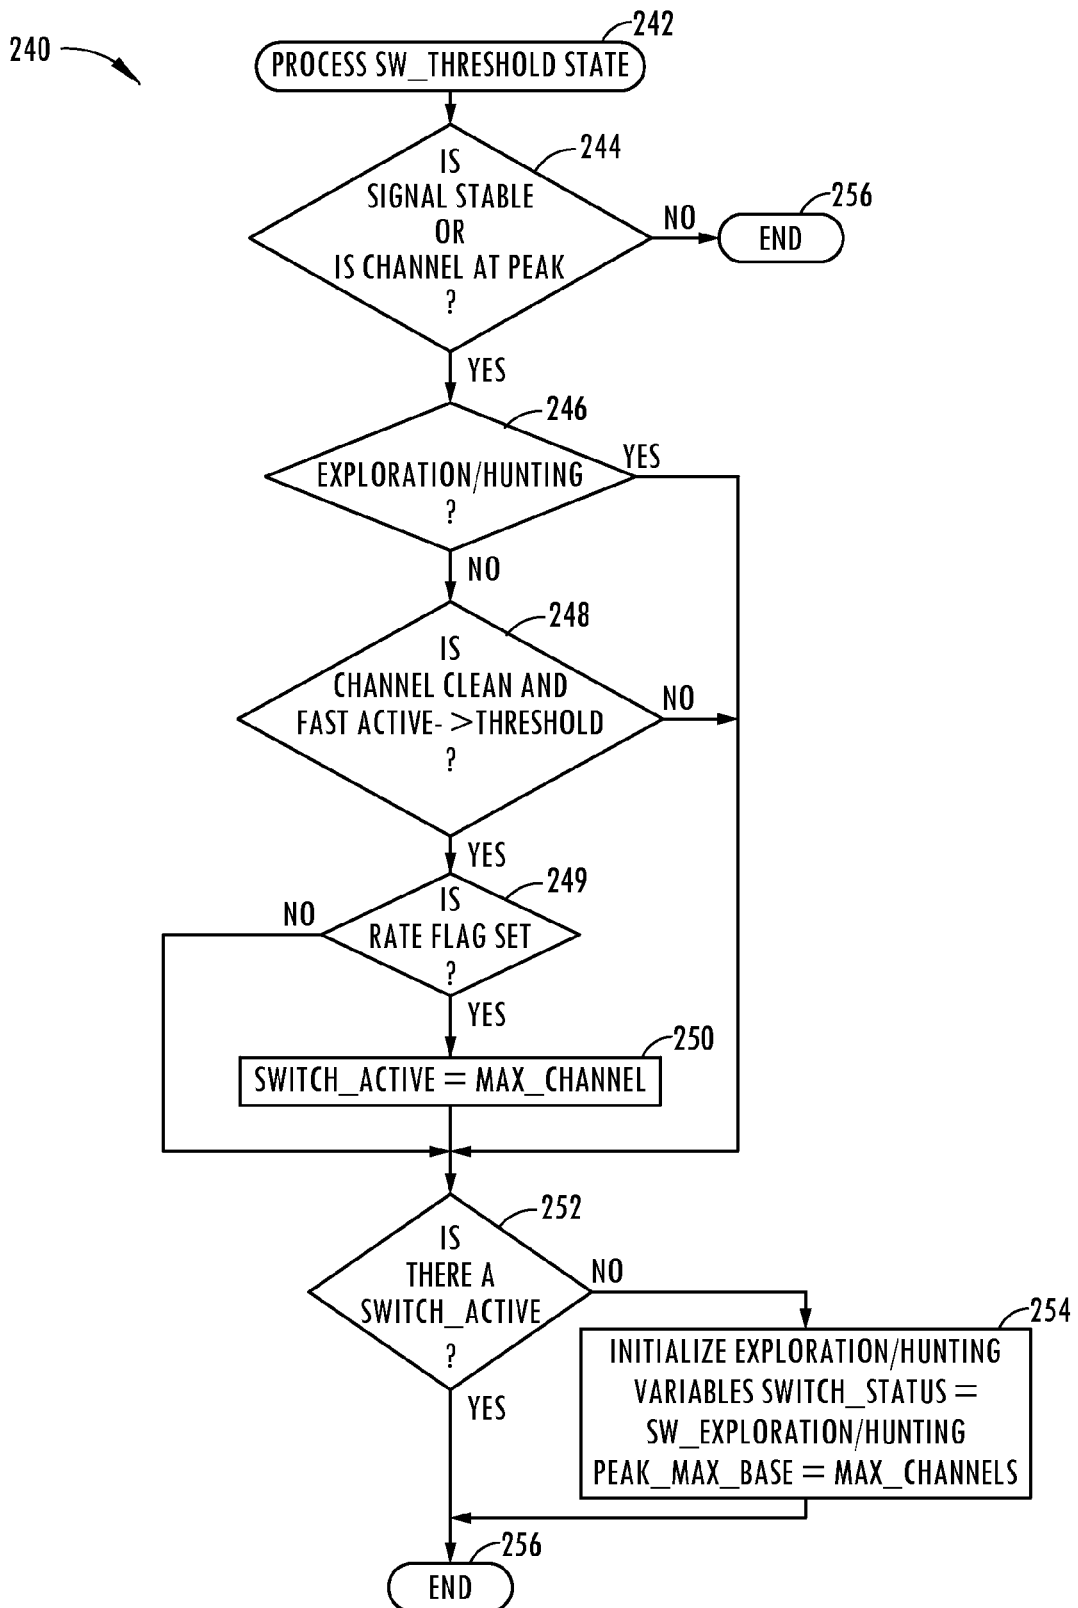 240
242
PROCESS SW_THRESHOLD STATE
244
IS
SIGNAL STABLE
OR
IS CHANNEL AT PEAK
?
NO
256
END
YES
246
EXPLORATION/HUNTING
?
YES
NO
248
IS
CHANNEL CLEAN AND
FAST ACTIVE- >THRESHOLD
?
NO
YES
249
IS
RATE FLAG SET
?
NO
YES
250
SWITCH_ACTIVE = MAX_CHANNEL
252
IS
THERE A
SWITCH_ACTIVE
?
NO
YES
254
INITIALIZE EXPLORATION/HUNTING
VARIABLES SWITCH_STATUS =
SW_EXPLORATION/HUNTING
PEAK_MAX_BASE = MAX_CHANNELS
256
END